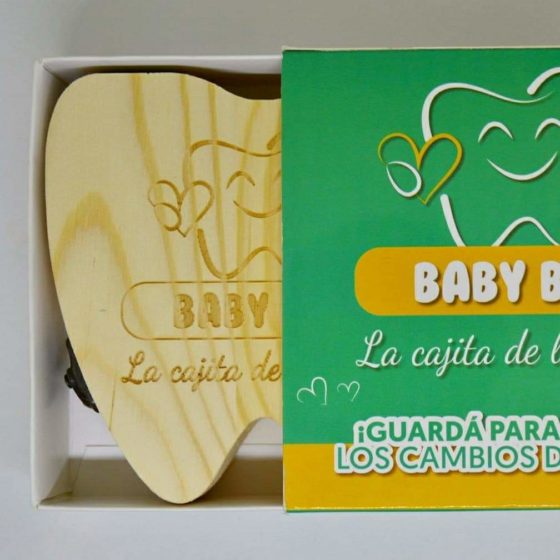 BABY
La cajita de
BABY B
La cajita de l
¡GUARDÁ PARA
LOS CAMBIOS D